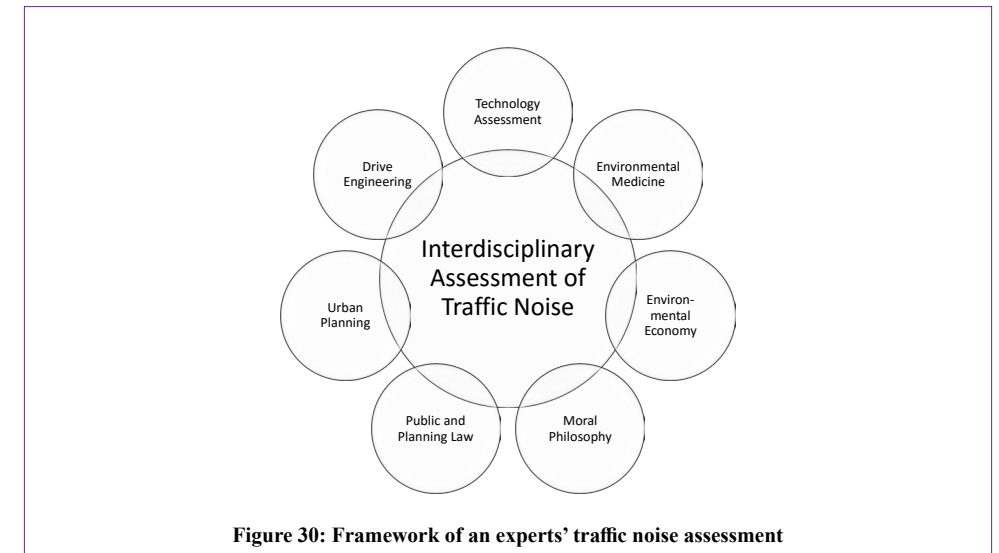 Technology
Assessment
Drive
Engineering
Environmental
Medicine
Interdisciplinary
Assessment of
Traffic Noise
Urban
Planning
Environ-
mental
Economy
Public and
Planning Law
Moral
Philosophy
Figure 30: Framework of an experts’ traffic noise assessment